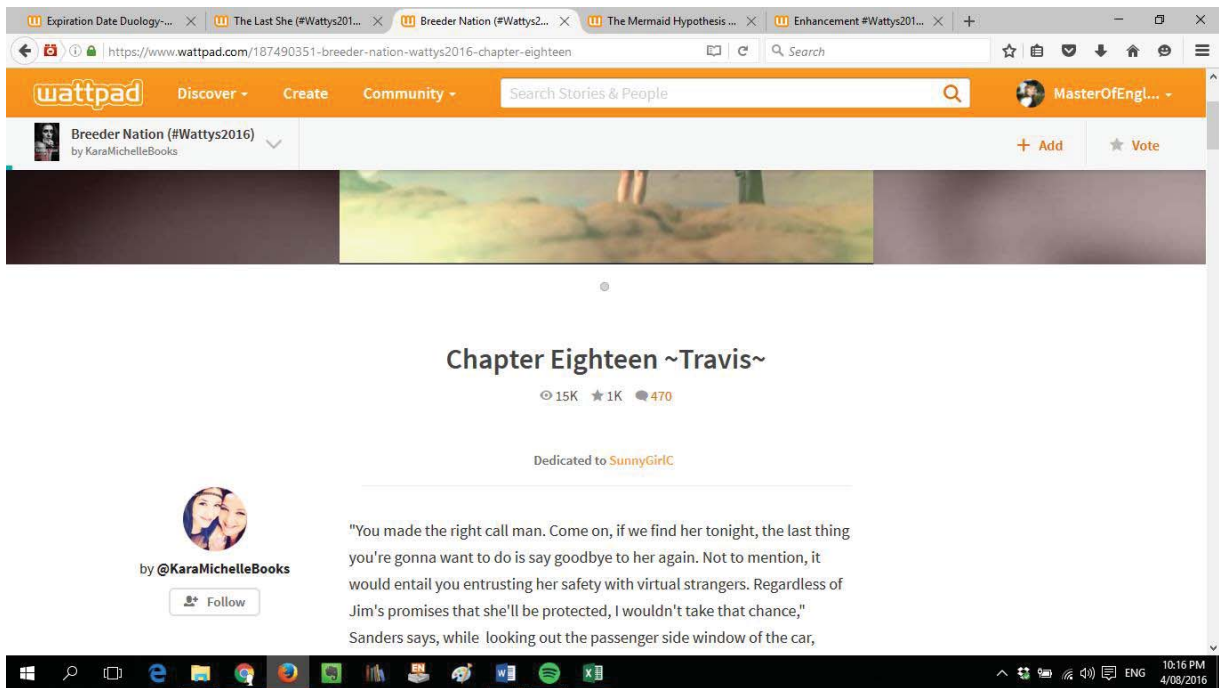 Expiration Date Duology-...
The Last She (#Wattys201...
Breeder Nation (#Wattys2...
The Mermaid Hypothesis ...
Enhancement #Wattys201...
https://www.wattpad.com/187490351-breeder-nation-wattys2016-chapter-eighteen
Search
wattpad
Discover
Create
Community
Search Stories & People
MasterOfEngl...
Breeder Nation (#Wattys2016)
by KaraMichelleBooks
+ Add
Vote
Chapter Eighteen ~Travis~
15K 1K 470
Dedicated to SunnyGirlC
by @KaraMichelleBooks
Follow
"You made the right call man. Come on, if we find her tonight, the last thing
you're gonna want to do is say goodbye to her again. Not to mention, it
would entail you entrusting her safety with virtual strangers. Regardless of
Jim's promises that she'll be protected, I wouldn't take that chance,"
Sanders says, while looking out the passenger side window of the car,
EN
ENG
10:16 PM
4/08/2016